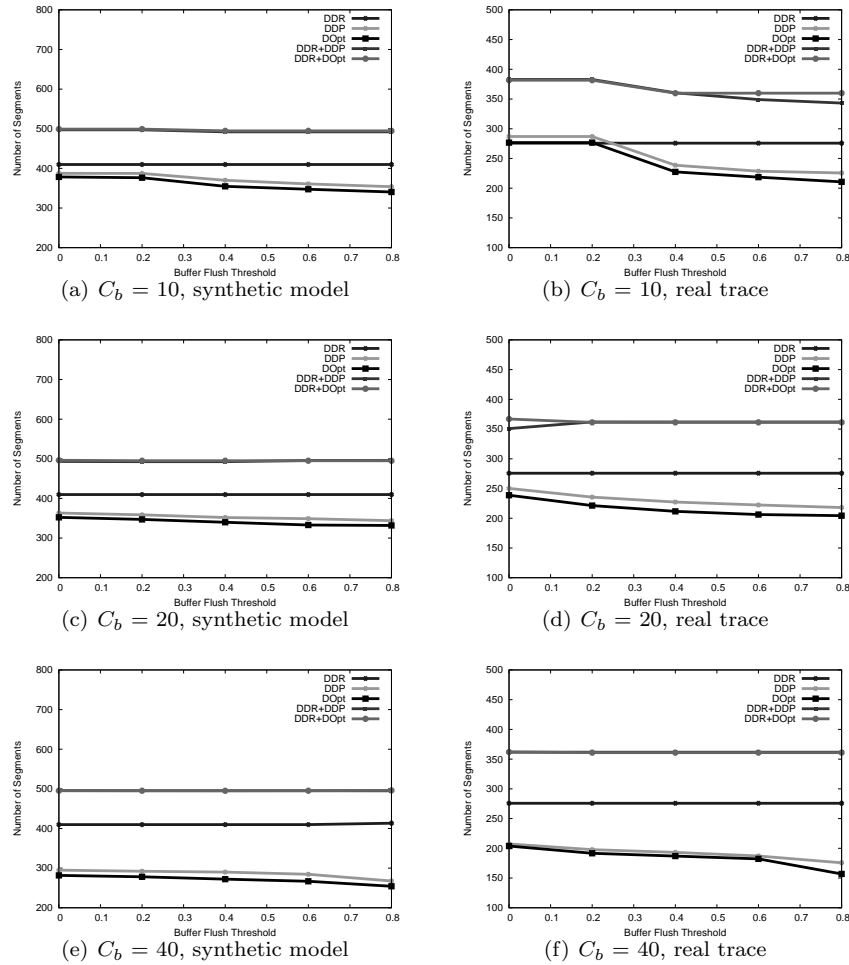 800
700
600
500
400
300
200
Number of Segments
0 0.1 0.2 0.3 0.4 0.5 0.6 0.7 0.8
Buffer Flush Threshold
DDR
DDP
DOpt
DDR+DDP
DDR+DOpt
(a) C_b = 10, synthetic model
500
450
400
350
300
250
200
150
100
Number of Segments
0 0.1 0.2 0.3 0.4 0.5 0.6 0.7 0.8
Buffer Flush Threshold
DDR
DDP
DOpt
DDR+DDP
DDR+DOpt
(b) C_b = 10, real trace
800
700
600
500
400
300
200
Number of Segments
0 0.1 0.2 0.3 0.4 0.5 0.6 0.7 0.8
Buffer Flush Threshold
DDR
DDP
DOpt
DDR+DDP
DDR+DOpt
(c) C_b = 20, synthetic model
500
450
400
350
300
250
200
150
100
Number of Segments
0 0.1 0.2 0.3 0.4 0.5 0.6 0.7 0.8
Buffer Flush Threshold
DDR
DDP
DOpt
DDR+DDP
DDR+DOpt
(d) C_b = 20, real trace
800
700
600
500
400
300
200
Number of Segments
0 0.1 0.2 0.3 0.4 0.5 0.6 0.7 0.8
Buffer Flush Threshold
DDR
DDP
DOpt
DDR+DDP
DDR+DOpt
(e) C_b = 40, synthetic model
500
450
400
350
300
250
200
150
100
Number of Segments
0 0.1 0.2 0.3 0.4 0.5 0.6 0.7 0.8
Buffer Flush Threshold
DDR
DDP
DOpt
DDR+DDP
DDR+DOpt
(f) C_b = 40, real trace